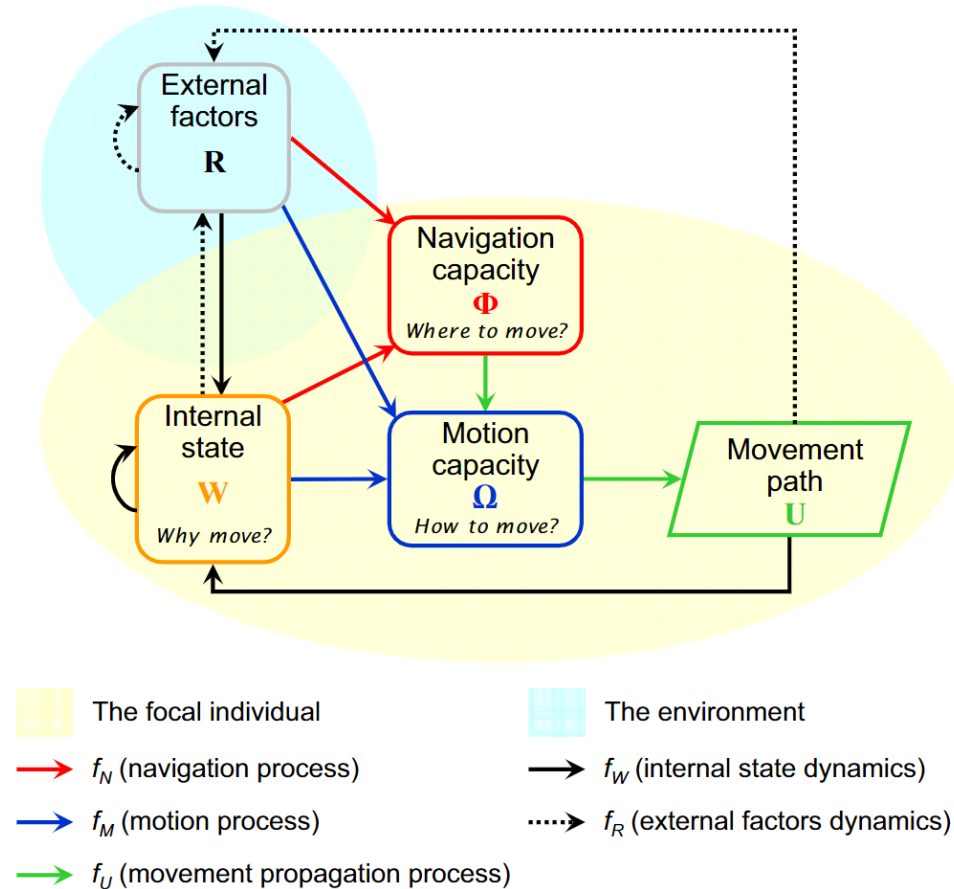 External
factors
R
Navigation
capacity
Φ
Where to move?
Internal
state
W
Why move?
Motion
capacity
Ω
How to move?
Movement
path
U
The focal individual
The environment
f_N (navigation process)
f_W (internal state dynamics)
f_M (motion process)
f_R (external factors dynamics)
f_U (movement propagation process)